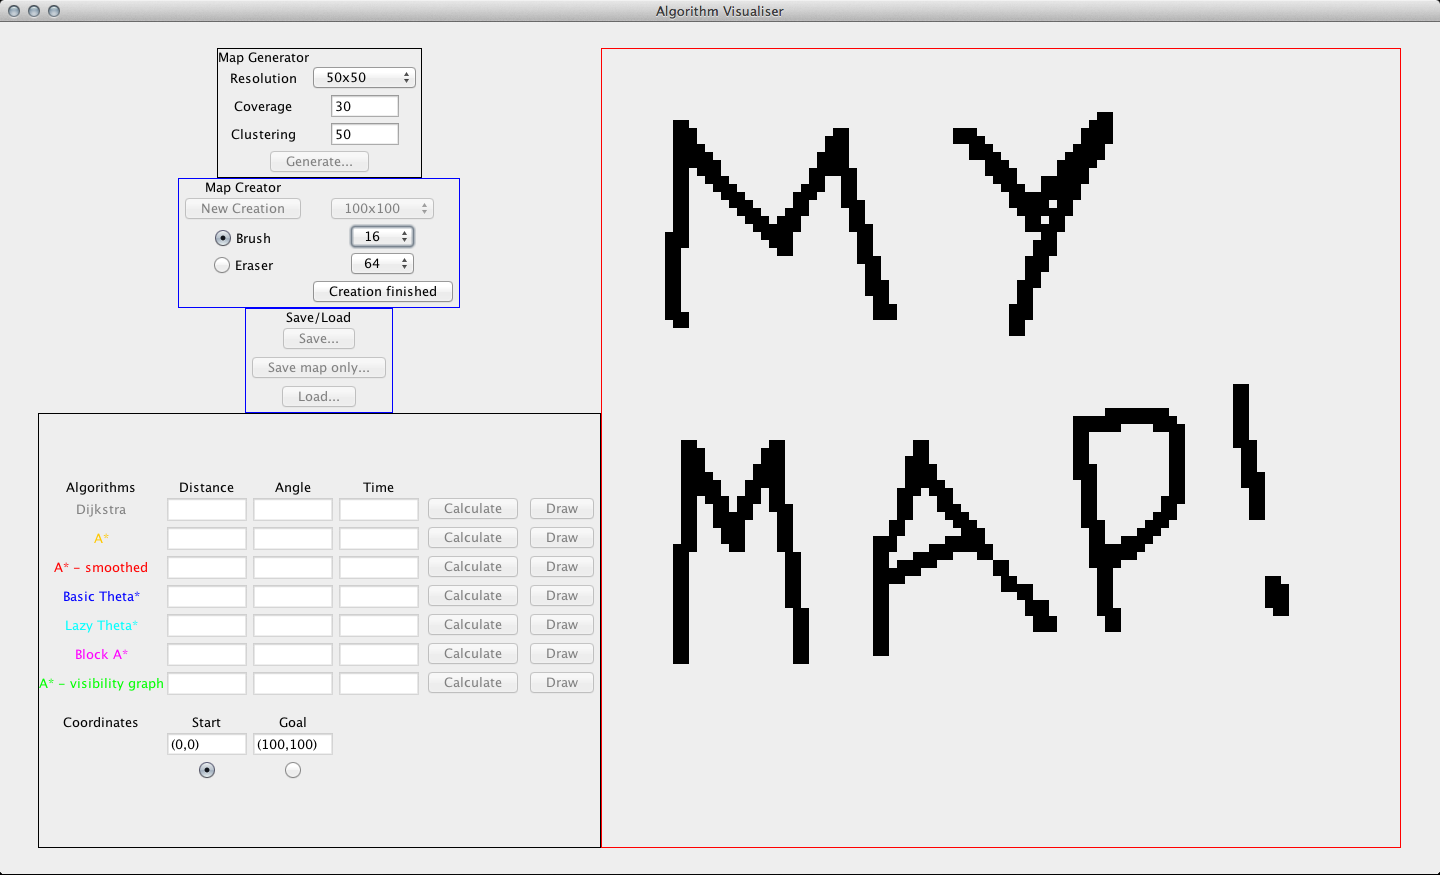 Algorithm Visualiser
Map Generator
Resolution 50x50
Coverage 30
Clustering 50
Generate...
Map Creator
New Creation 100x100
Brush 16
Eraser 64
Creation finished
Save/Load
Save...
Save map only...
Load...
Algorithms Distance Angle Time
Dijkstra Calculate Draw
A* Calculate Draw
A* - smoothed Calculate Draw
Basic Theta* Calculate Draw
Lazy Theta* Calculate Draw
Block A* Calculate Draw
A* - visibility graph Calculate Draw
Coordinates Start Goal
(0,0) (100,100)
MY
MAP!